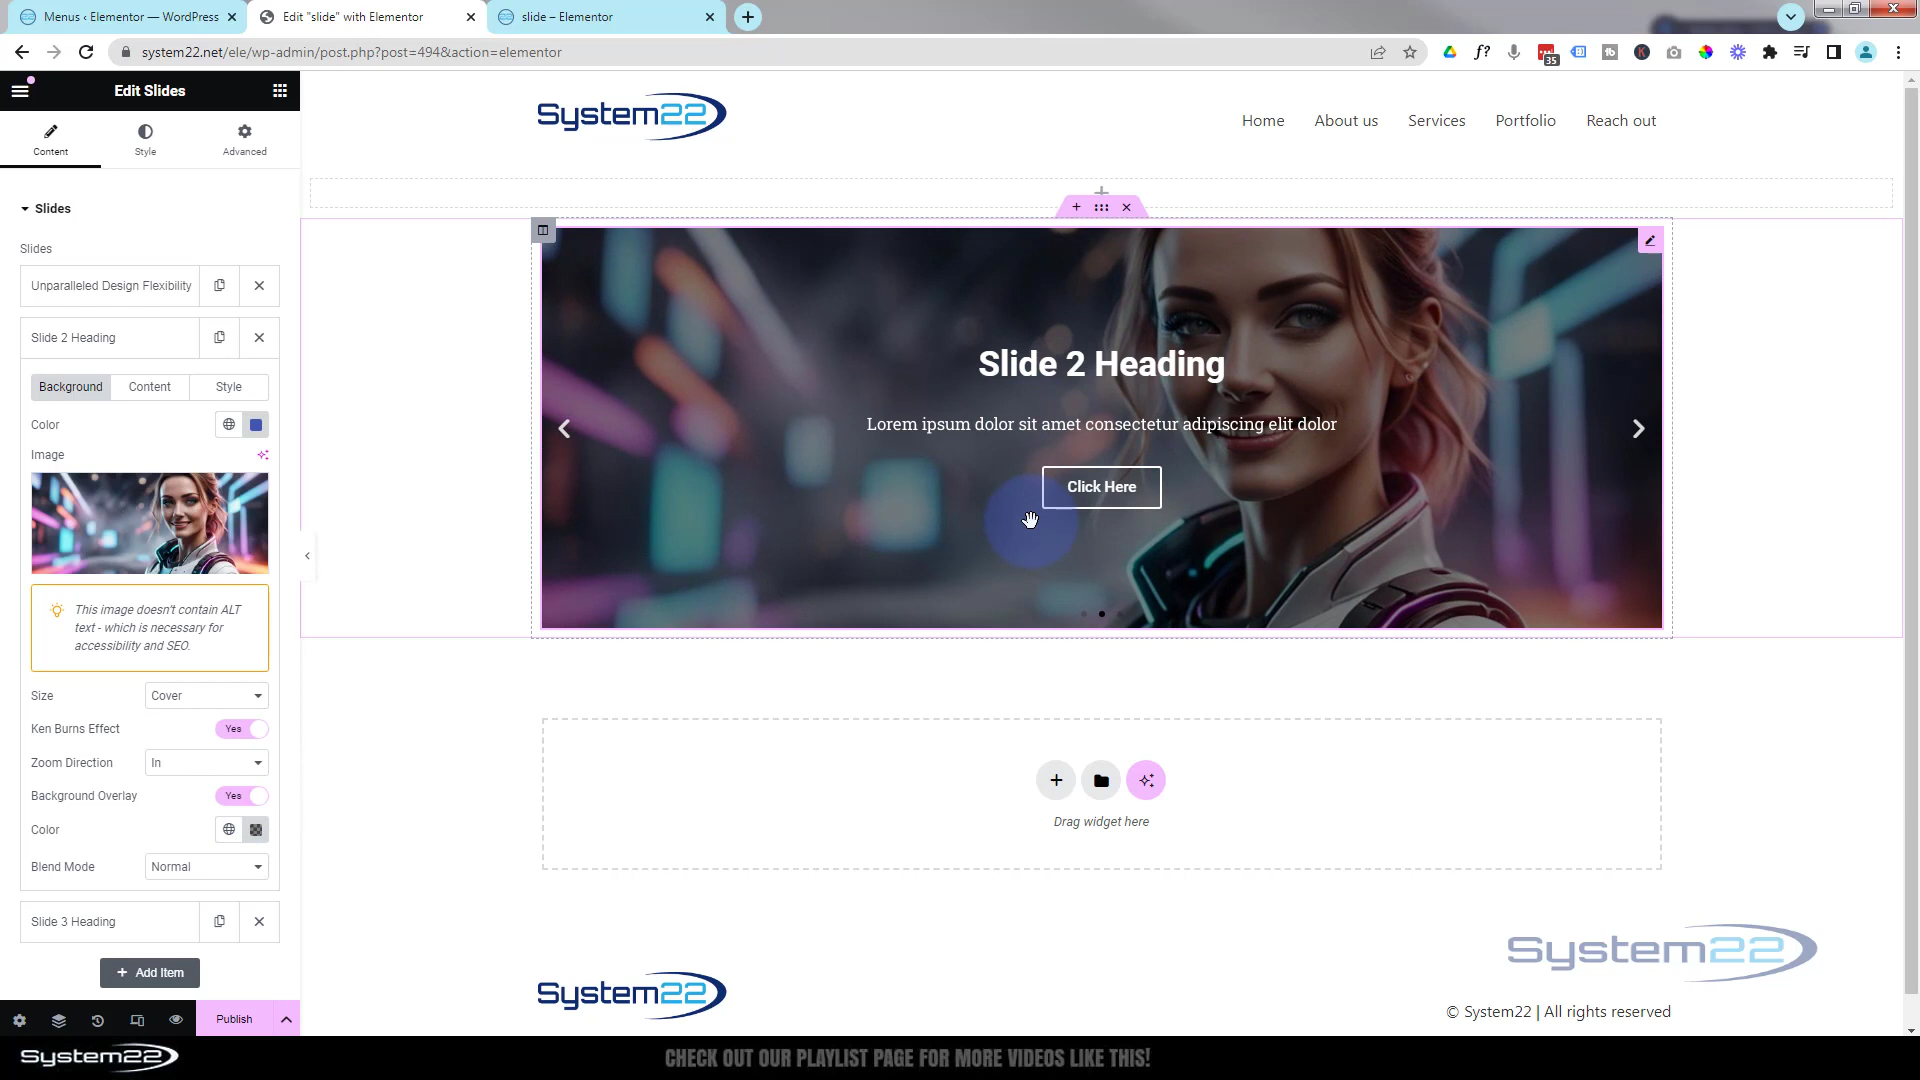 Menus ‹ Elementor — WordPress
Edit "slide" with Elementor
slide – Elementor
system22.net/ele/wp-admin/post.php?post=494&action=elementor
f?
35
Edit Slides
Content
Style
Advanced
Slides
Slides
Unparalleled Design Flexibility
Slide 2 Heading
Background
Content
Style
Color
Image
This image doesn't contain ALT
text - which is necessary for
accessibility and SEO.
Size
Cover
Ken Burns Effect
Yes
Zoom Direction
In
Background Overlay
Yes
Color
Blend Mode
Normal
Slide 3 Heading
+ Add Item
Publish
System22
Home
About us
Services
Portfolio
Reach out
Slide 2 Heading
Lorem ipsum dolor sit amet consectetur adipiscing elit dolor
Click Here
Drag widget here
System22
System22
© System22 | All rights reserved
System22
CHECK OUT OUR PLAYLIST PAGE FOR MORE VIDEOS LIKE THIS!